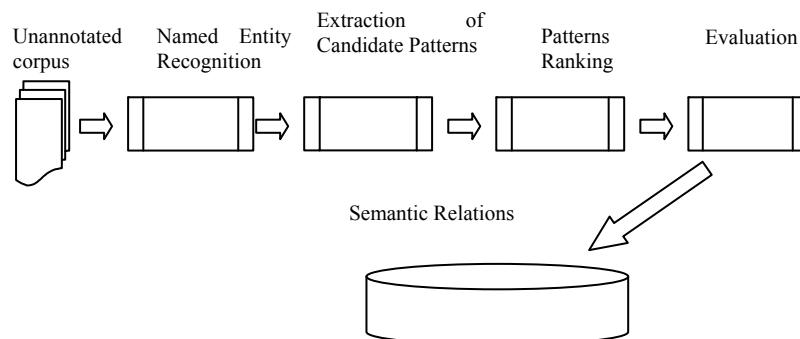 Unannotated
corpus
Named Entity
Recognition
Extraction of
Candidate Patterns
Patterns
Ranking
Evaluation
Semantic Relations